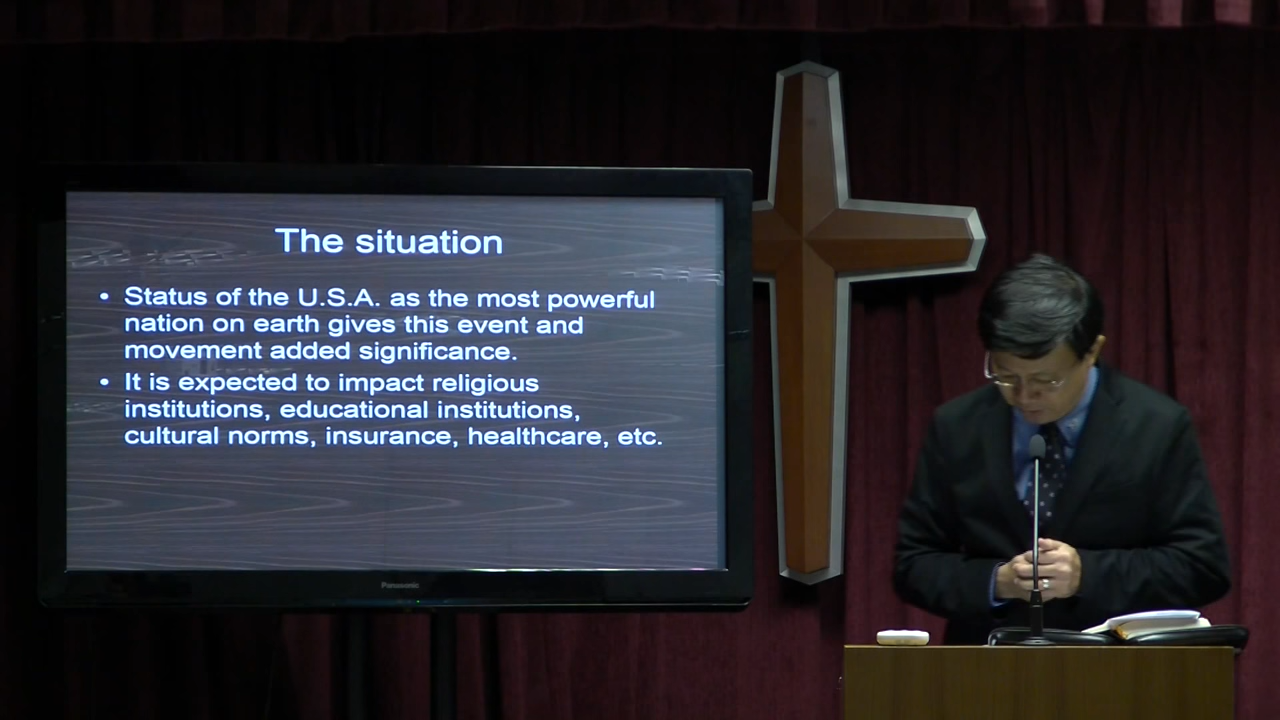 The situation
• Status of the U.S.A. as the most powerful
nation on earth gives this event and
movement added significance.
• It is expected to impact religious
institutions, educational institutions,
cultural norms, insurance, healthcare, etc.
Panasonic